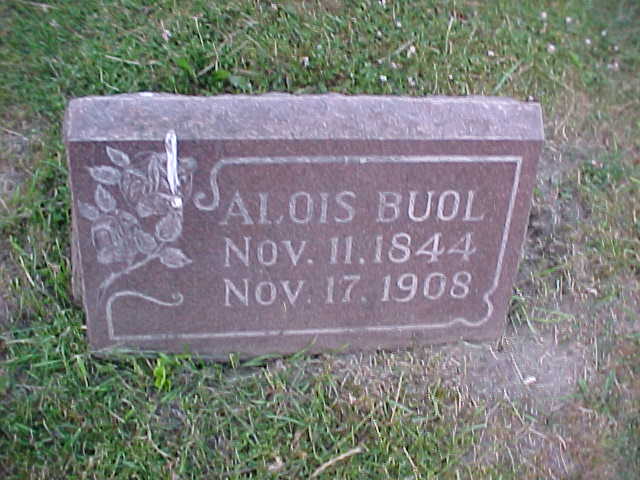 ALOIS BUOL
NOV. 11. 1844
NOV. 17. 1908